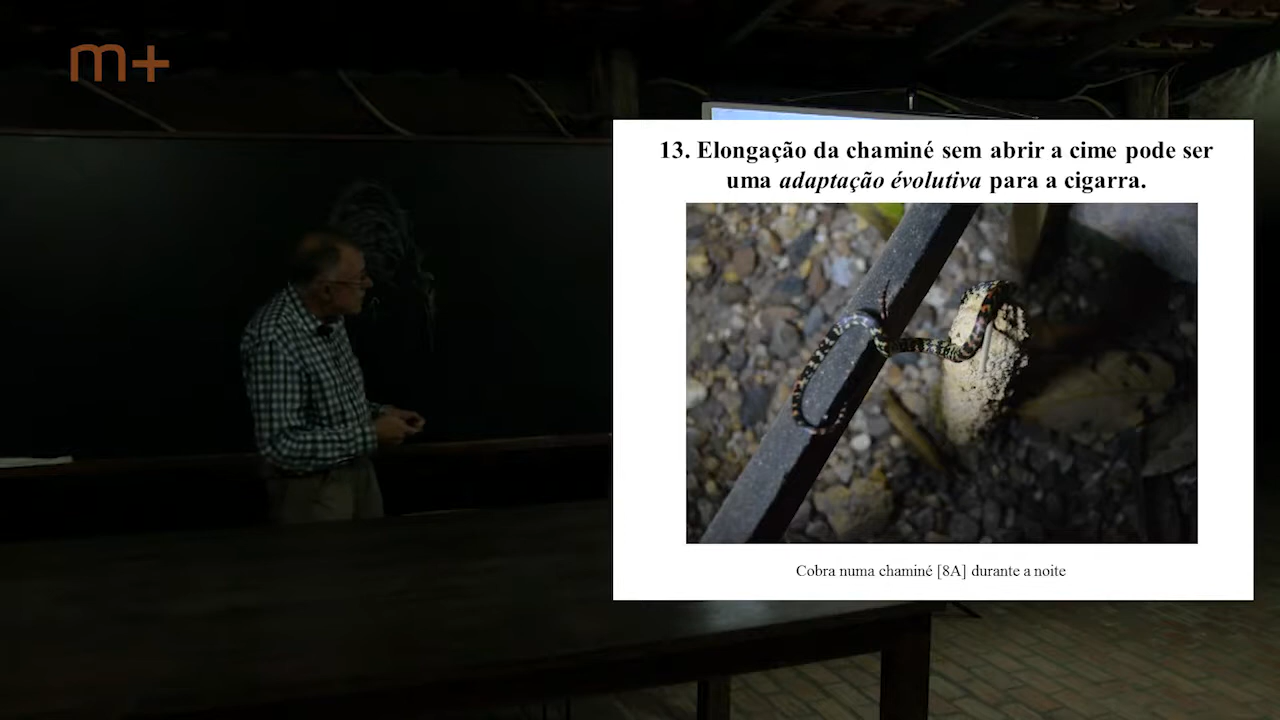 m+
13. Elongação da chaminé sem abrir a cime pode ser
uma adaptação évolutiva para a cigarra.
Cobra numa chaminé [8A] durante a noite